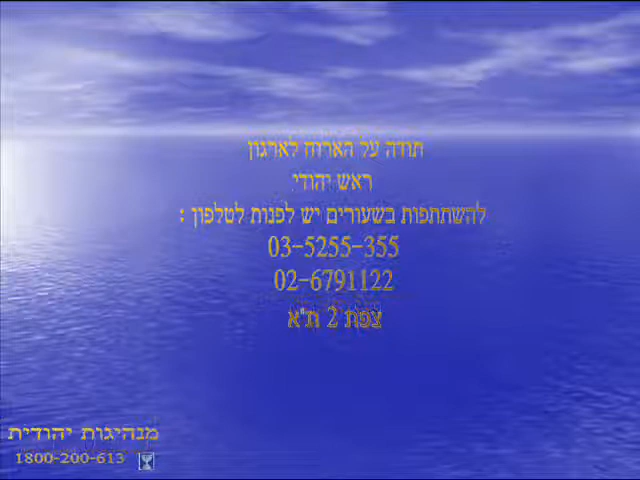 תודה על האירוח לארגון
ראש יהודי
להשתתפות בשעורים יש לפנות לטלפון :
03-5255-355
02-6791122
צפת 2 ת"א
מנהיגות יהודית
1800-200-613